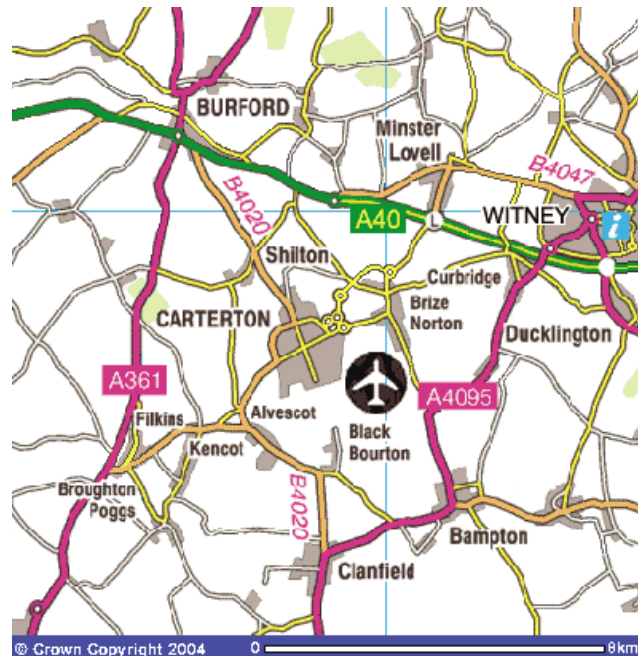 BURFORD
Minster
Lovell
B4047
B4020
A40
WITNEY
i
L
Shilton
Curbridge
CARTERTON
Brize
Norton
Ducklington
A361
A4095
Filkins
Alvescot
Kencot
Black
Bourton
Broughton
Poggs
B4020
Bampton
Clanfield
© Crown Copyright 2004 0 8km